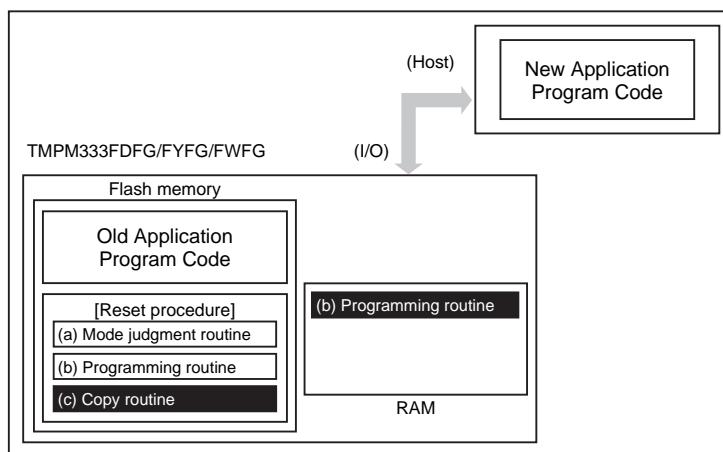 (Host)
New Application
Program Code
TMPM333FDFG/FYFG/FWFG
(I/O)
Flash memory
Old Application
Program Code
[Reset procedure]
(a) Mode judgment routine
(b) Programming routine
(c) Copy routine
(b) Programming routine
RAM